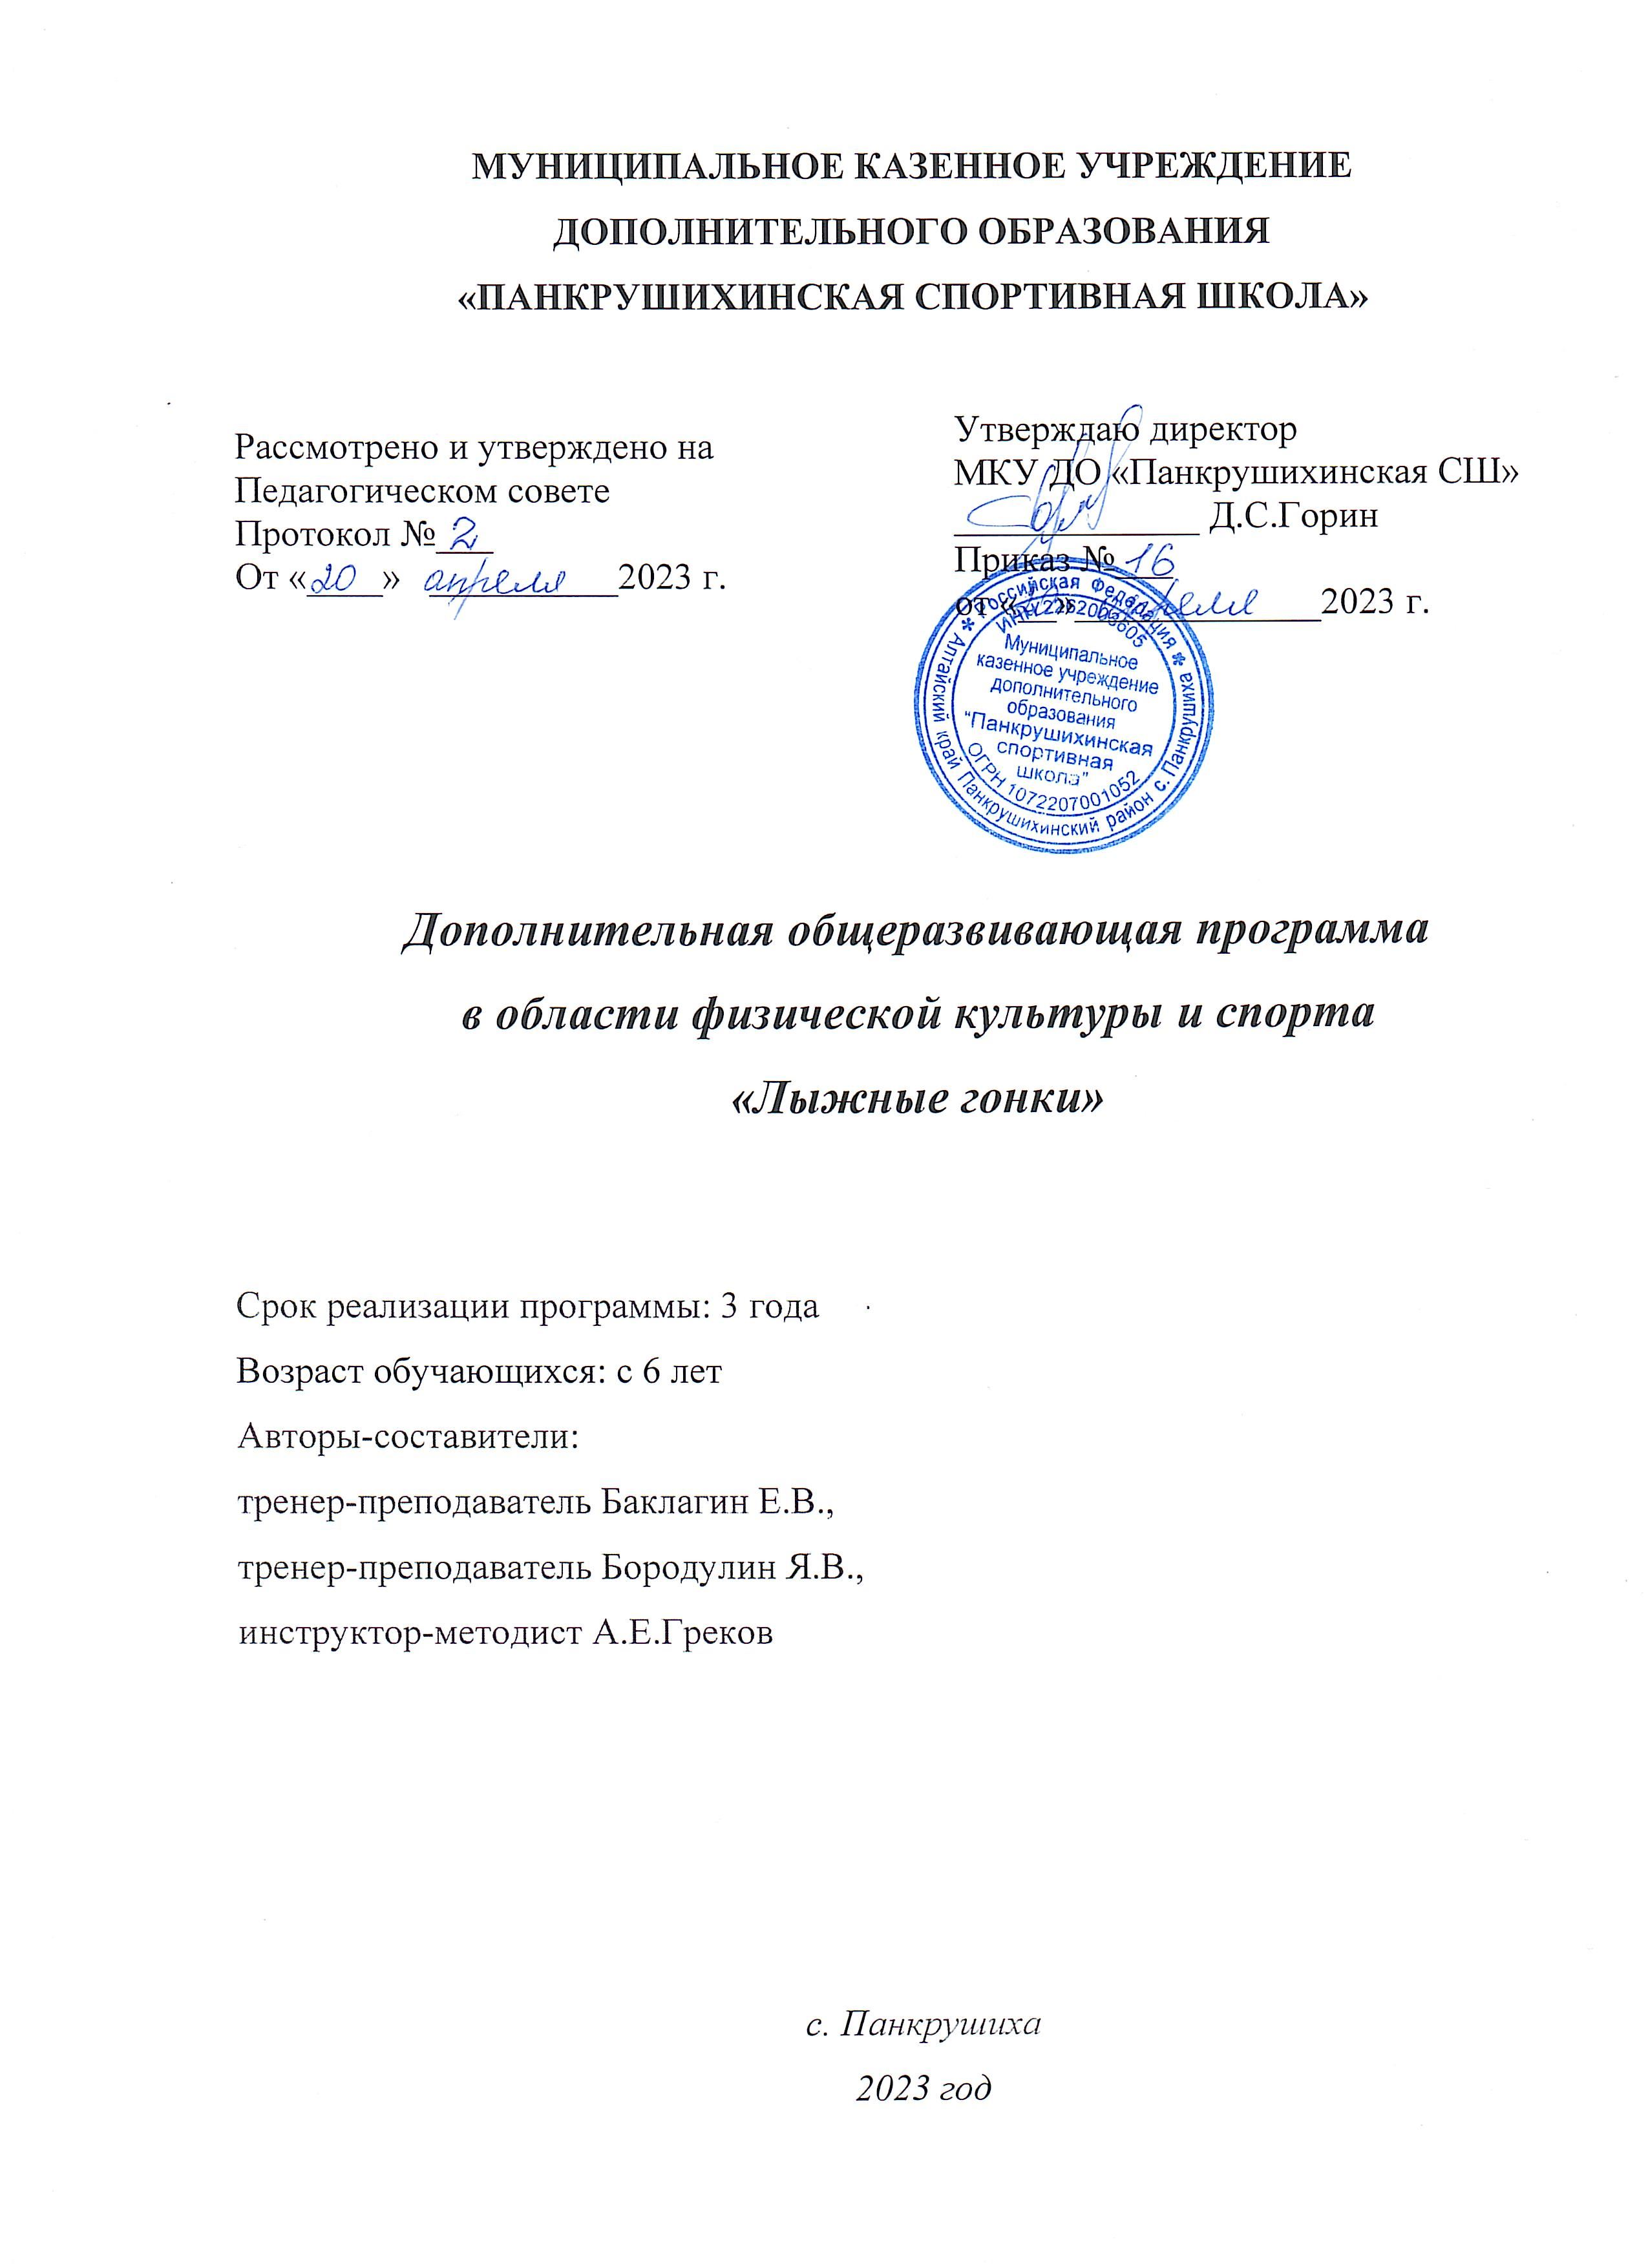 МУНИЦИПАЛЬНОЕ КАЗЕННОЕ УЧРЕЖДЕНИЕ
ДОПОЛНИТЕЛЬНОГО ОБРАЗОВАНИЯ
«ПАНКРУШИХИНСКАЯ СПОРТИВНАЯ ШКОЛА»
Рассмотрено и утверждено на
Педагогическом совете
Протокол № 2
От «20» апреля 2023 г.
Утверждаю директор
МКУ ДО «Панкрушихинская СШ»
Д.С.Горин
Приказ № 16
от « » апреля 2023 г.
Российская Федерация
Алтайский край Панкрушихинский район с. Панкрушиха
ИНН
Муниципальное
казенное учреждение
дополнительного
образования
"Панкрушихинская
спортивная
школа"
ОГРН 1072207001052
Дополнительная общеразвивающая программа
в области физической культуры и спорта
«Лыжные гонки»
Срок реализации программы: 3 года
Возраст обучающихся: с 6 лет
Авторы-составители:
тренер-преподаватель Баклагин Е.В.,
тренер-преподаватель Бородулин Я.В.,
инструктор-методист А.Е.Греков
с. Панкрушиха
2023 год